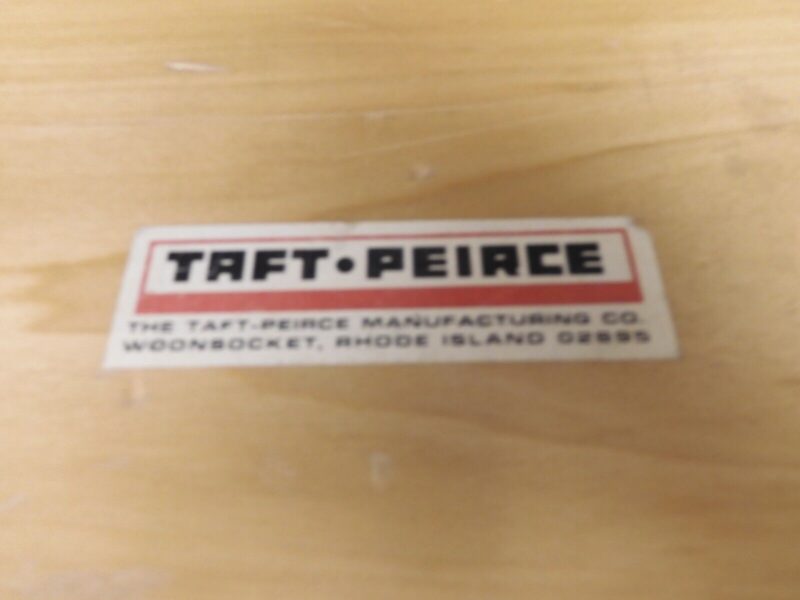 TAFT•PEIRCE
THE TAFT-PEIRCE MANUFACTURING CO.
WOONSOCKET, RHODE ISLAND 02895